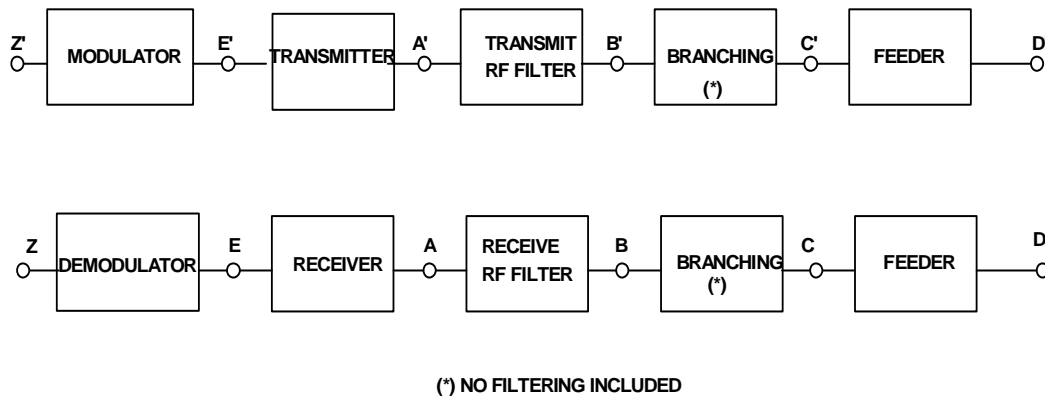 Z' MODULATOR E' TRANSMITTER A' TRANSMIT RF FILTER B' BRANCHING (*) C' FEEDER D'
Z DEMODULATOR E RECEIVER A RECEIVE RF FILTER B BRANCHING (*) C FEEDER D
(*) NO FILTERING INCLUDED